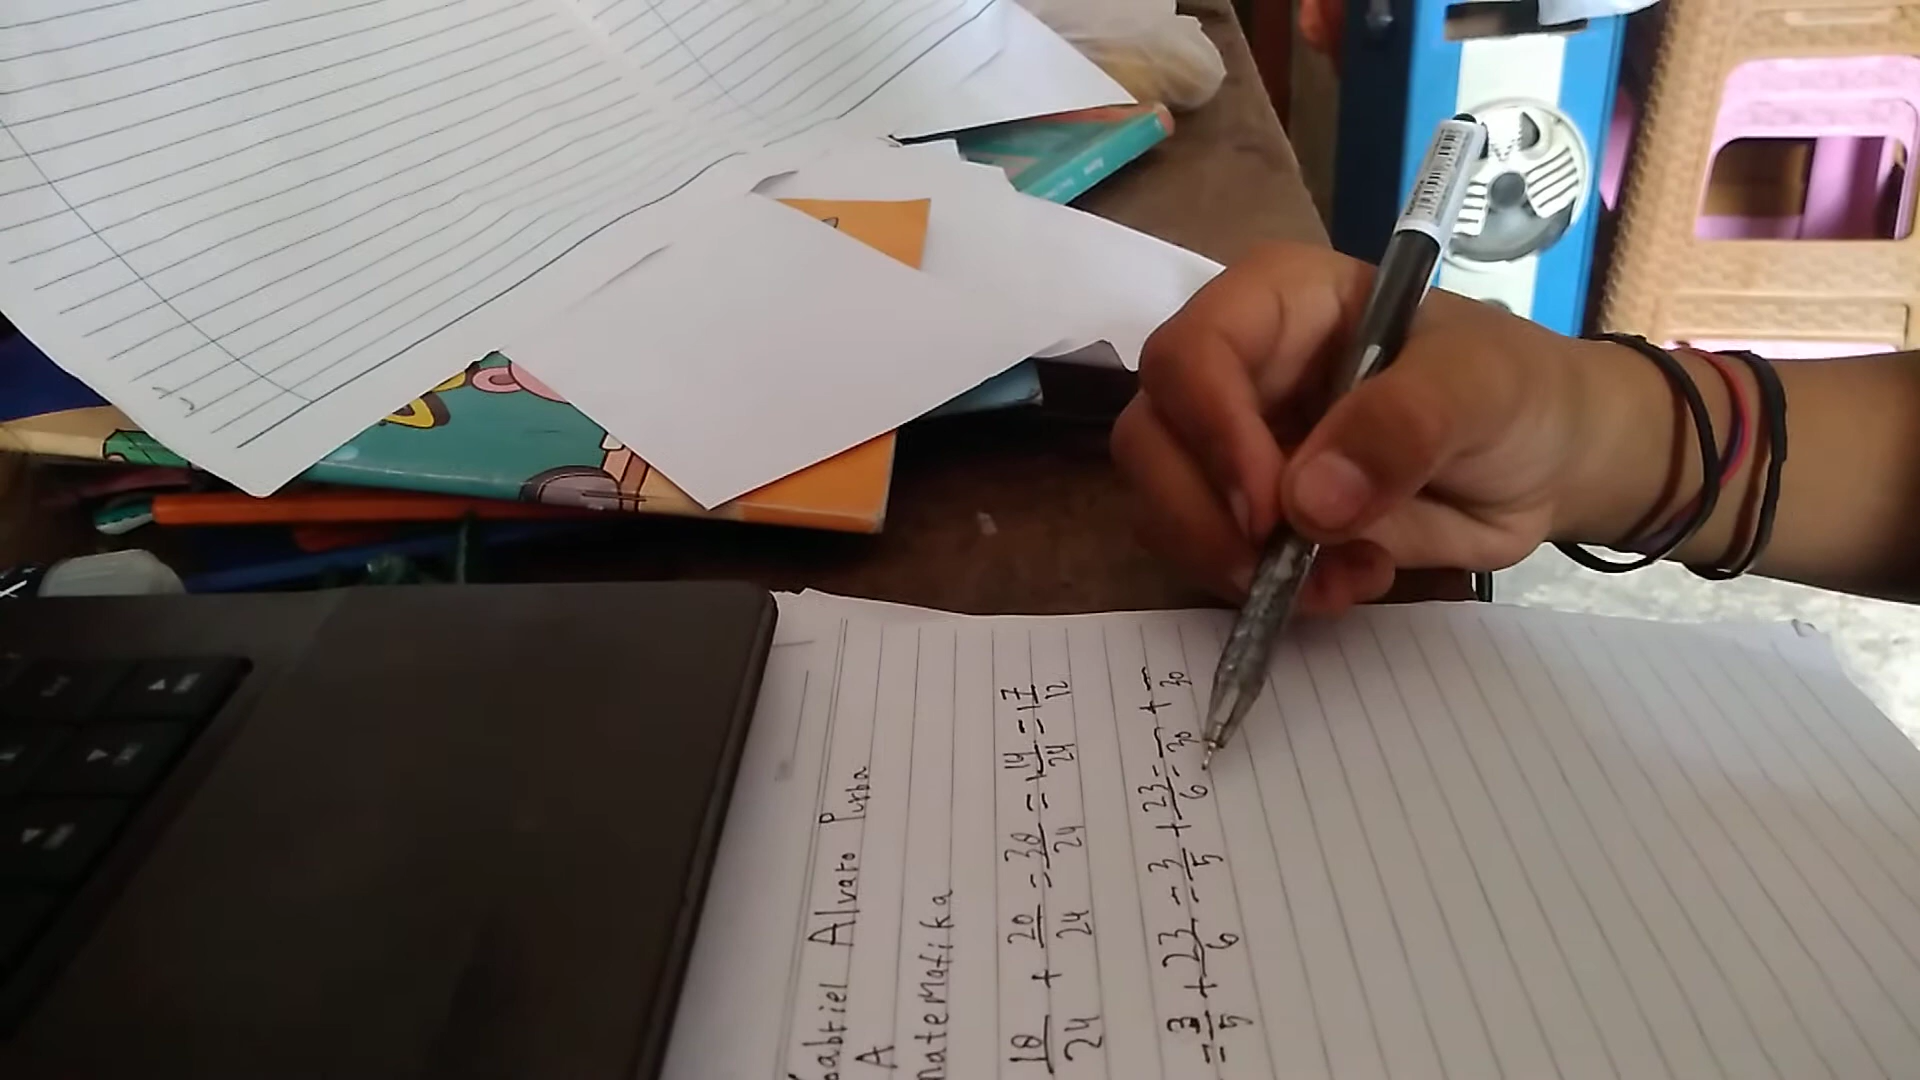 Gabriel Alvaro Purba
A
matematika
18/24 + 20/24 = 38/24 = 1 14/24 = 1 7/12
= 3/5 + 23/6 = 3/5 + 23/6 = —/30 + —/30